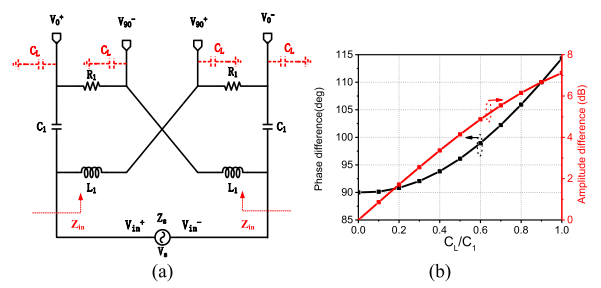 V0+ V90- V90+ V0-
CL CL CL CL
R1 R1
C1 C1
L1 L1
Zin Zin
Vin+ Zs Vin-
Vs
(a)
Phase difference(deg)
115
110
105
100
95
90
85
0.0 0.2 0.4 0.6 0.8 1.0
CL/C1
8
6
4
2
0
Amplitude difference (dB)
(b)